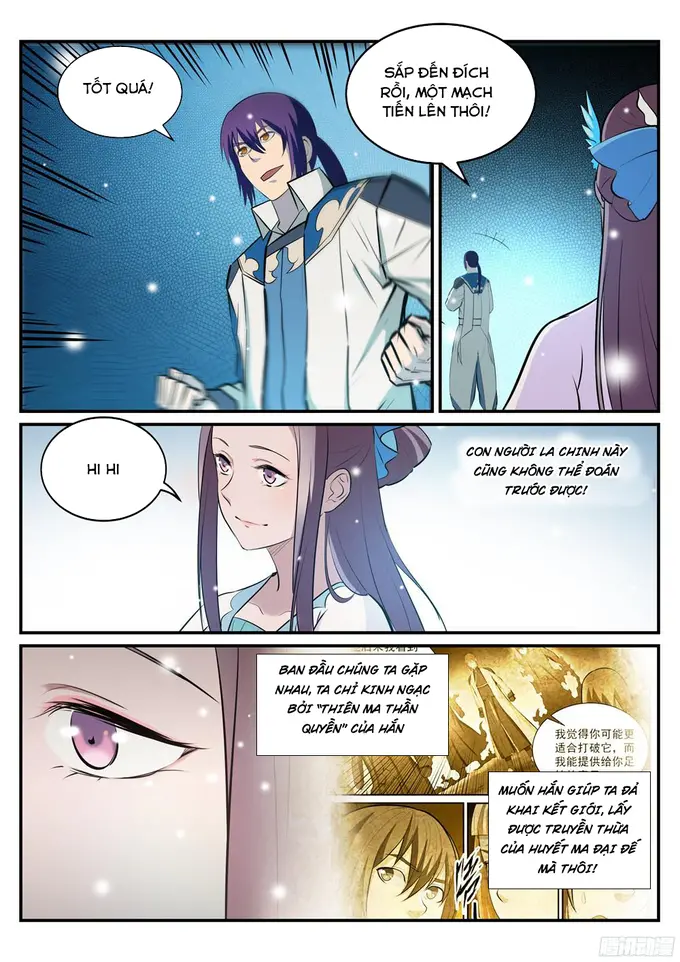 TỐT QUÁ!
SẮP ĐẾN ĐÍCH
RỒI, MỘT MẠCH
TIẾN LÊN THÔI!
HI HI
CON NGƯỜI LA CHINH NÀY
CŨNG KHÔNG THỂ ĐOÁN
TRƯỚC ĐƯỢC!
BAN ĐẦU CHÚNG TA GẶP
NHAU, TA CHỈ KINH NGẠC
BỞI "THIÊN MA THẦN
QUYỀN" CỦA HẮN
我觉得你可能更
适合打破它，而
我能提供给你足
MUỐN HẮN GIÚP TA ĐẢ
KHAI KẾT GIỚI, LẤY
ĐƯỢC TRUYỀN THỪA
CỦA HUYẾT MA ĐẠI ĐẾ
MÀ THÔI!
腾讯动漫